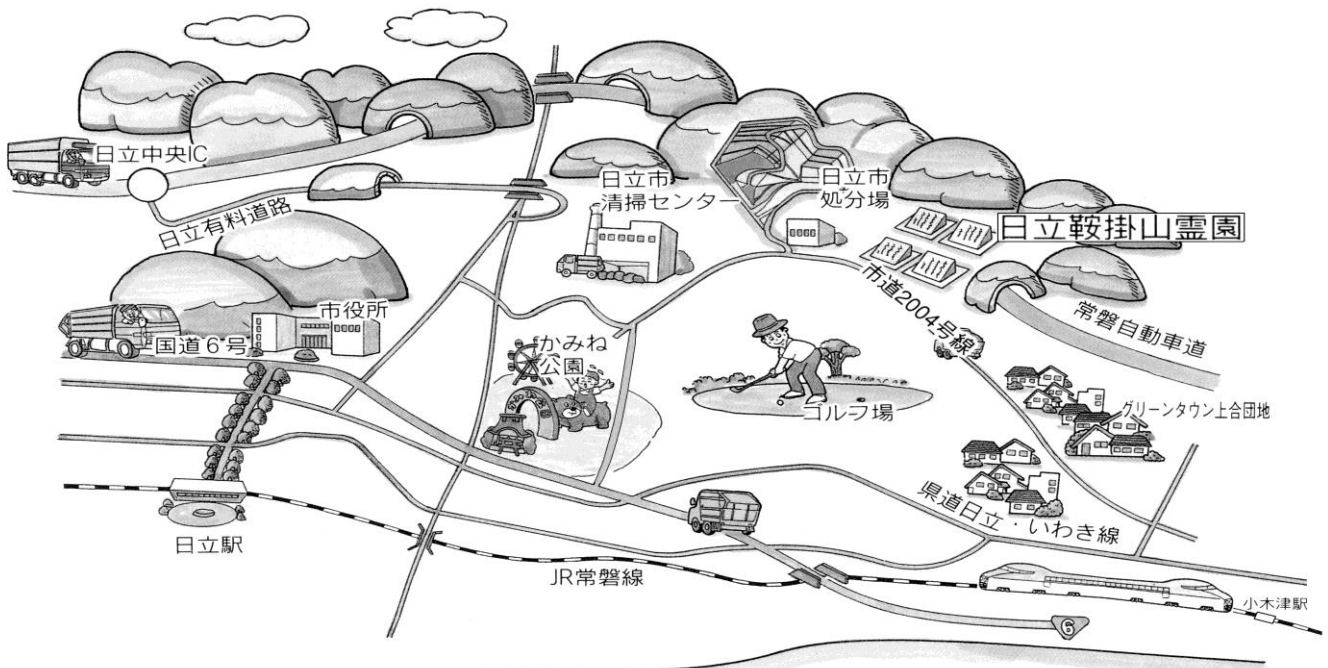 日立中央IC
日立有料道路
日立市
清掃センター
日立市
処分場
日立鞍掛山霊園
市道2004号線
常磐自動車道
市役所
国道6号
かみね
公園
ゴルフ場
グリーンタウン上合団地
県道日立・いわき線
日立駅
JR常磐線
小木津駅
6